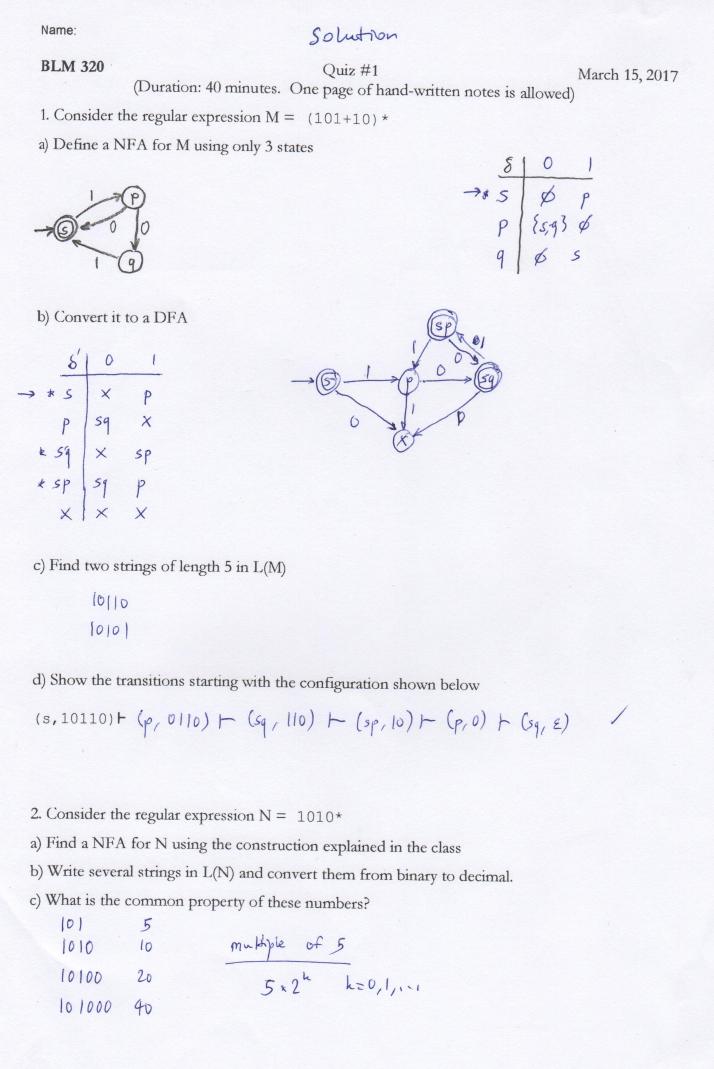 Name:
Solution
BLM 320
Quiz #1
March 15, 2017
(Duration: 40 minutes. One page of hand-written notes is allowed)
1. Consider the regular expression M = (101+10)*
a) Define a NFA for M using only 3 states
δ 0 1
→* s ϕ p
p {s,q} ϕ
q ϕ s
1
p
s
0
0
1
q
b) Convert it to a DFA
δ' 0 1
→ * s x p
p sq x
* sq x sp
* sp sq p
x x x
sp
1
0
1
s
1
p
0
sq
0
1
x
c) Find two strings of length 5 in L(M)
10110
10101
d) Show the transitions starting with the configuration shown below
(s,10110)⊢ (p, 0110) ⊢ (sq, 110) ⊢ (sp, 10) ⊢ (p, 0) ⊢ (sq, ε) ✓
2. Consider the regular expression N = 1010*
a) Find a NFA for N using the construction explained in the class
b) Write several strings in L(N) and convert them from binary to decimal.
c) What is the common property of these numbers?
101 5
1010 10
10100 20
101000 40
multiple of 5
5 × 2^k k=0,1,...